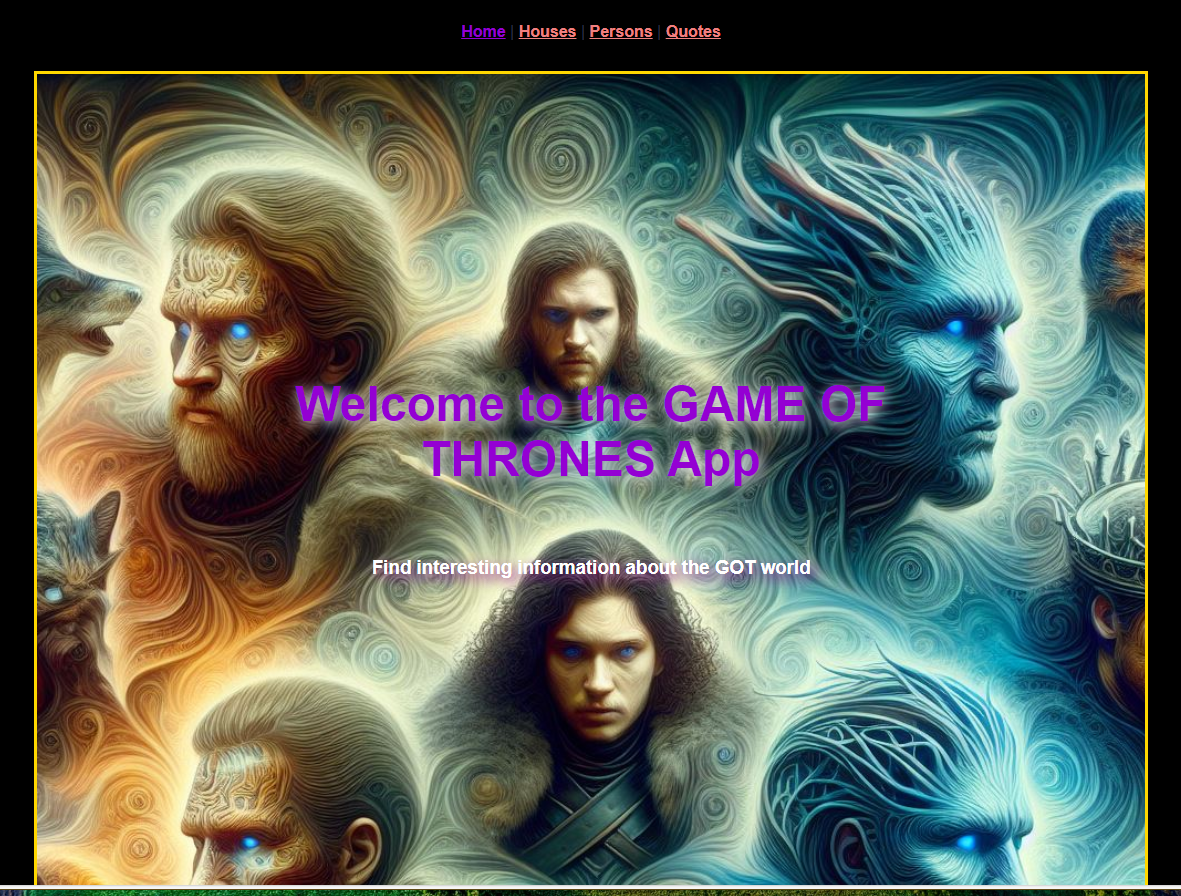 Home | Houses | Persons | Quotes
Welcome to the GAME OF
THRONES App
Find interesting information about the GOT world